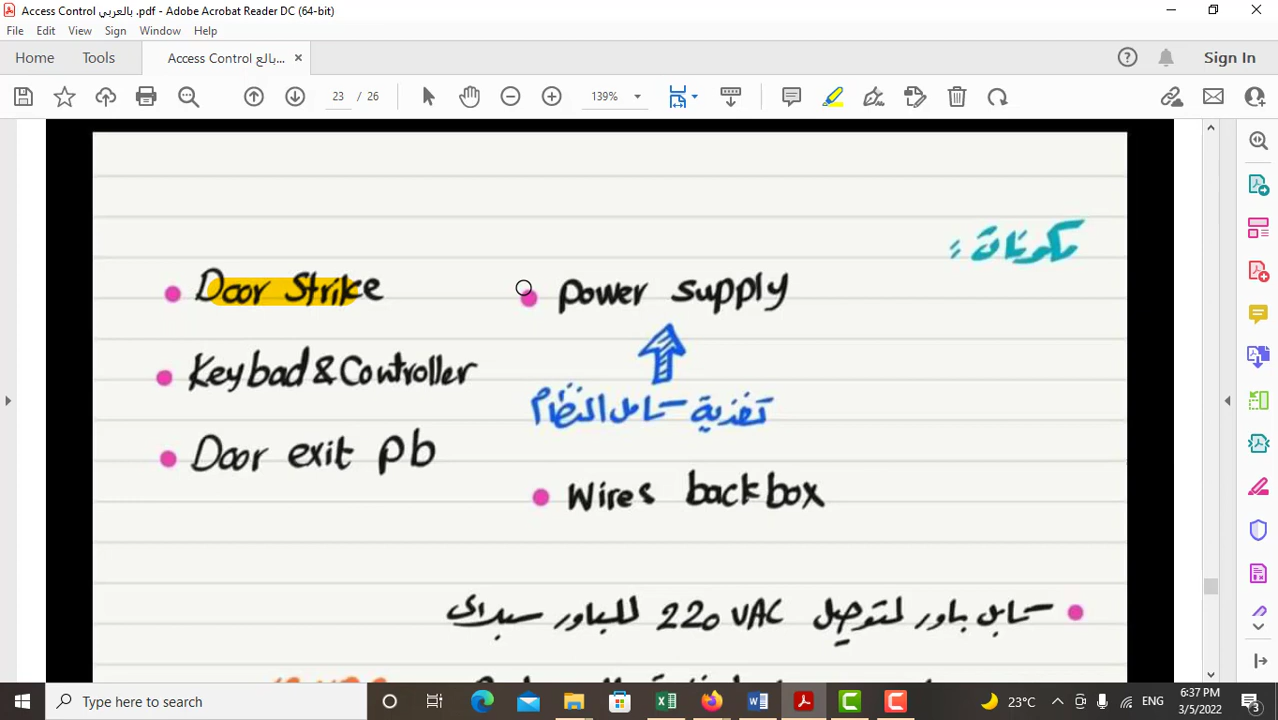 Access Control بالعربي .pdf - Adobe Acrobat Reader DC (64-bit)
File Edit View Sign Window Help
Home Tools Access Control بالع... × Sign In
23 / 26 139%
مكونات :
Door Strike
Power supply
Keybad & Controller
تغذية كامل النظام
Door exit pb
Wires backbox
كابل باور لتوصيل 220 VAC للباور سبلاي
Type here to search
23°C ENG 6:37 PM
3/5/2022
3